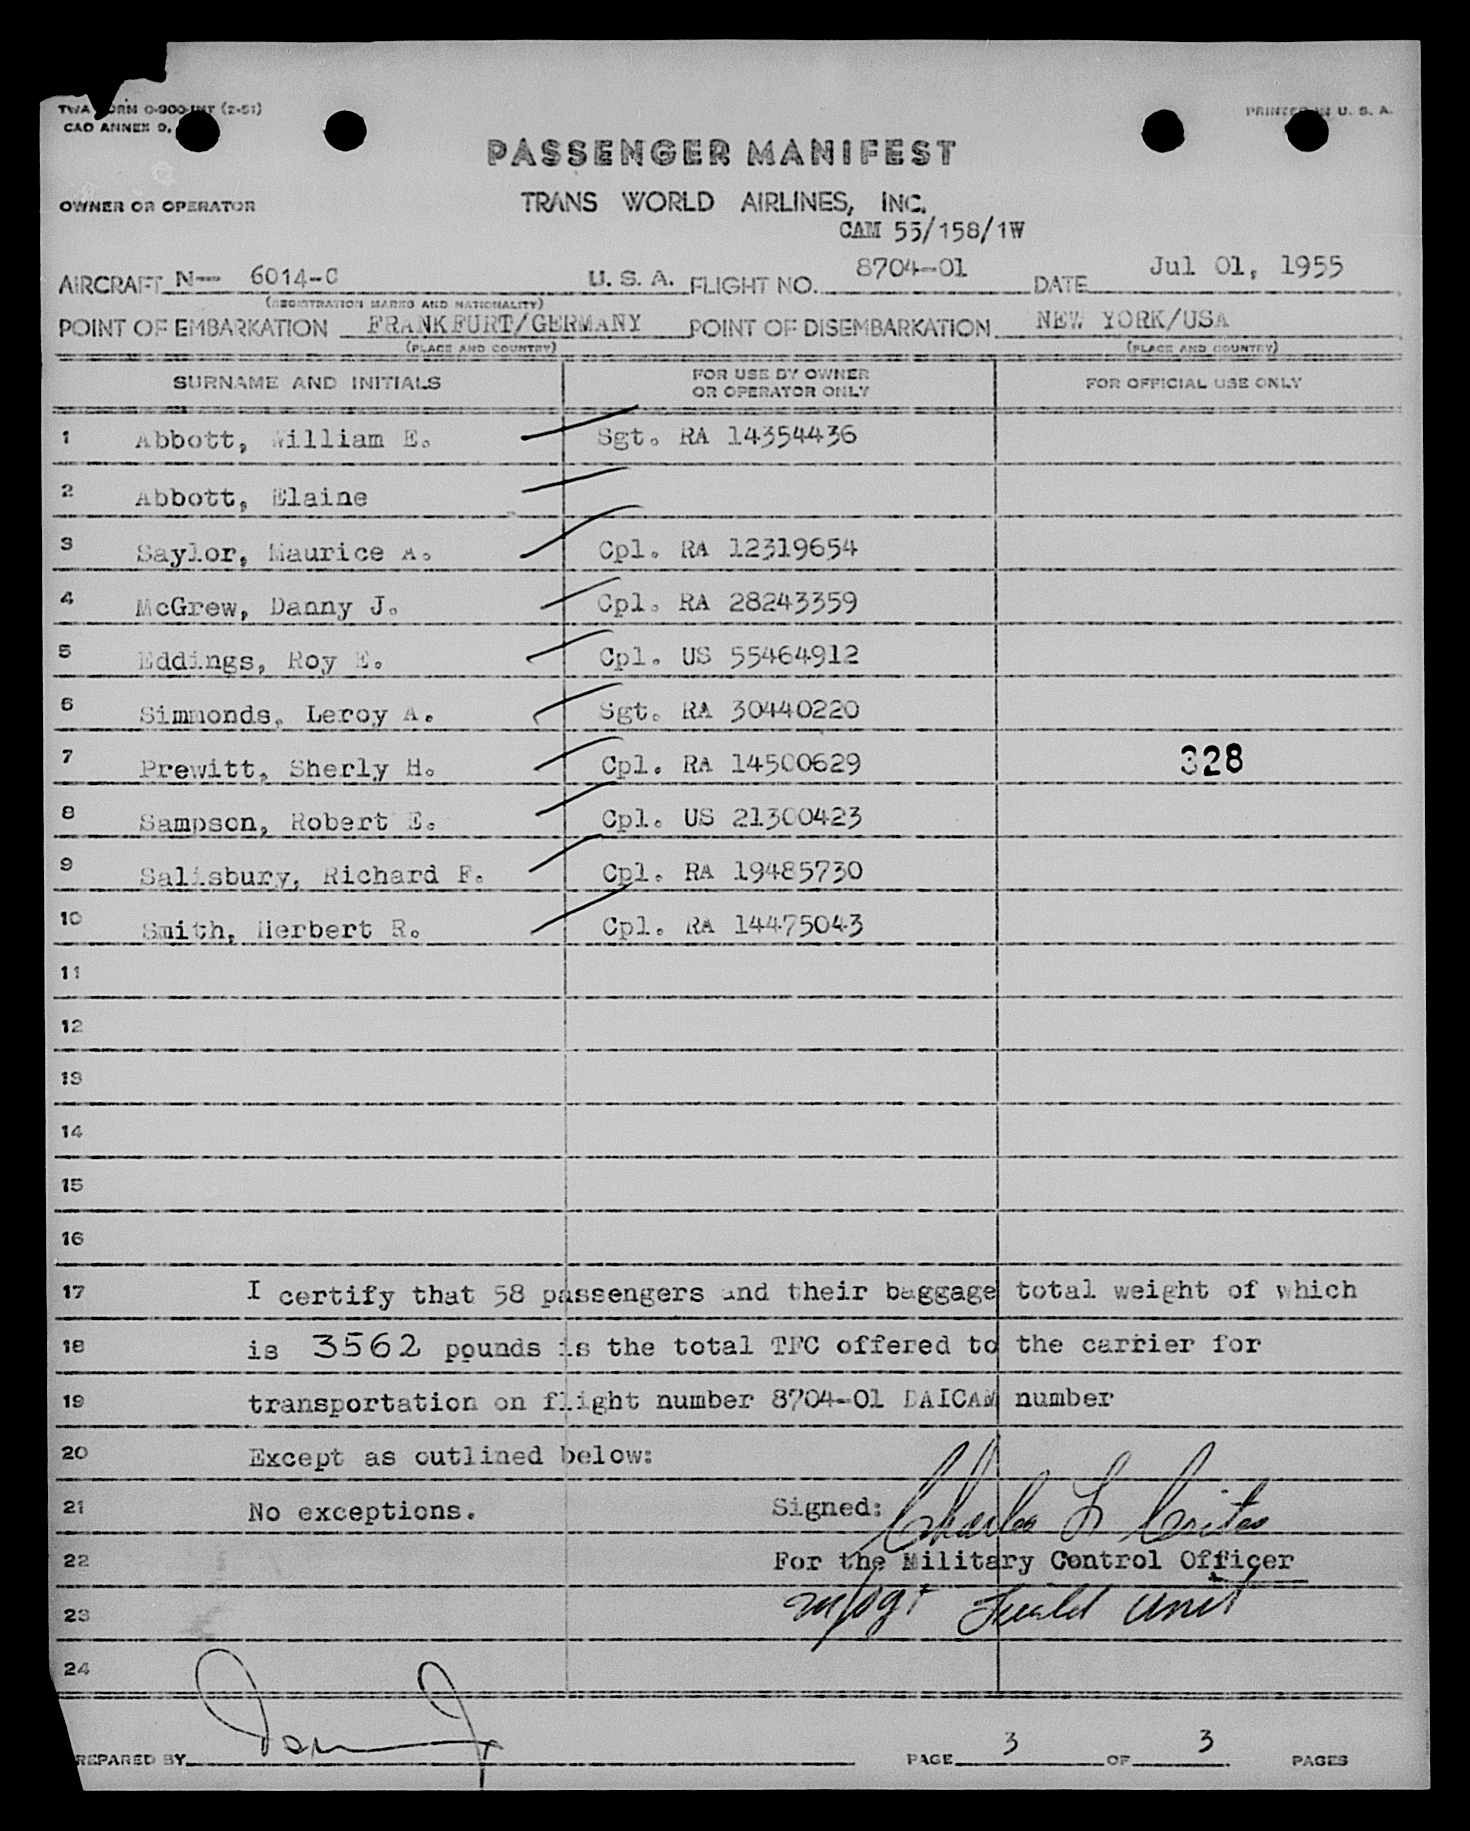 TWA FORM 0-900-INT (2-51)
CAO ANNEX 9,
PRINTED IN U. S. A.
PASSENGER MANIFEST
OWNER OR OPERATOR TRANS WORLD AIRLINES, INC.
CAM 55/158/1W
AIRCRAFT N— 6014-C U. S. A. FLIGHT NO. 8704-01 DATE Jul 01, 1955
(REGISTRATION MARKS AND NATIONALITY)
POINT OF EMBARKATION FRANKFURT/GERMANY POINT OF DISEMBARKATION NEW YORK/USA
(PLACE AND COUNTRY) (PLACE AND COUNTRY)
SURNAME AND INITIALS FOR USE BY OWNER OR OPERATOR ONLY FOR OFFICIAL USE ONLY
1 Abbott, William E. Sgt. RA 14354436
2 Abbott, Elaine
3 Saylor, Maurice A. Cpl. RA 12319654
4 McGrew, Danny J. Cpl. RA 28243359
5 Eddings, Roy E. Cpl. US 55464912
6 Simmonds, Leroy A. Sgt. RA 30440220
7 Prewitt, Sherly H. Cpl. RA 14500629 328
8 Sampson, Robert E. Cpl. US 21300423
9 Salisbury, Richard F. Cpl. RA 19485730
10 Smith, Herbert R. Cpl. RA 14475043
11
12
13
14
15
16
17 I certify that 58 passengers and their baggage total weight of which
18 is 3562 pounds is the total TFC offered to the carrier for
19 transportation on flight number 8704-01 DAICAM number
20 Except as outlined below:
21 No exceptions. Signed: Charles L Crites
22 For the Military Control Officer
23 M/Sgt Field Unit
24
PREPARED BY PAGE 3 OF 3 PAGES